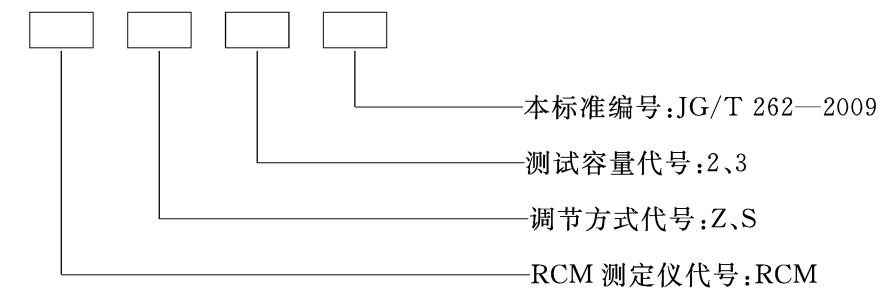 本标准编号:JG/T 262—2009
测试容量代号:2、3
调节方式代号:Z、S
RCM 测定仪代号:RCM